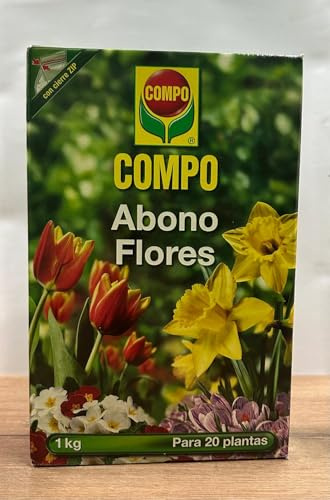 con cierre ZIP
COMPO
®
COMPO
Abono
Flores
1 kg
Para 20 plantas